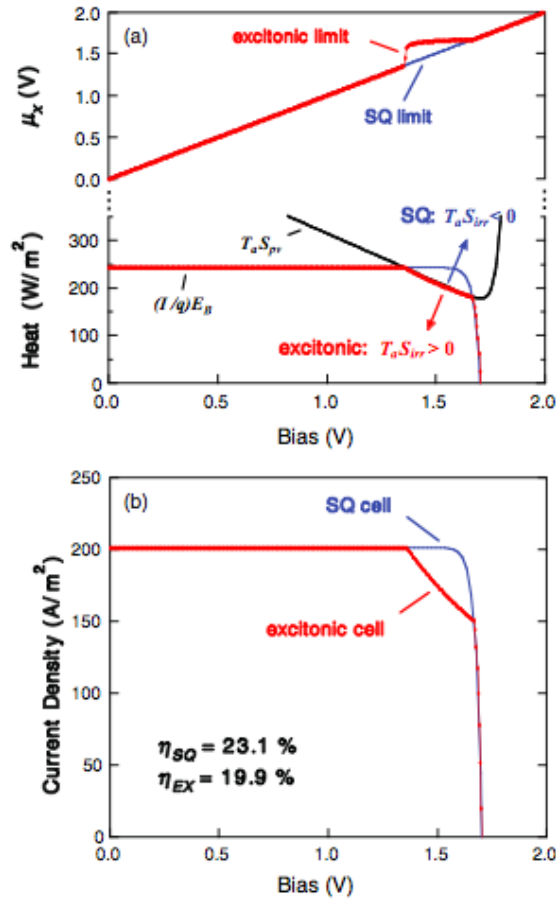 2.0
(a)
excitonic limit
1.5
μx (V)
1.0
SQ limit
0.5
0.0
SQ: TaSirr< 0
300
TaSpv
Heat (W/m²)
200
(I/q)EB
100
excitonic: TaSirr> 0
0
0.0 0.5 1.0 1.5 2.0
Bias (V)
250
(b)
SQ cell
200
Current Density (A/m²)
150
excitonic cell
100
ηSQ = 23.1 %
50
ηEX = 19.9 %
0
0.0 0.5 1.0 1.5 2.0
Bias (V)